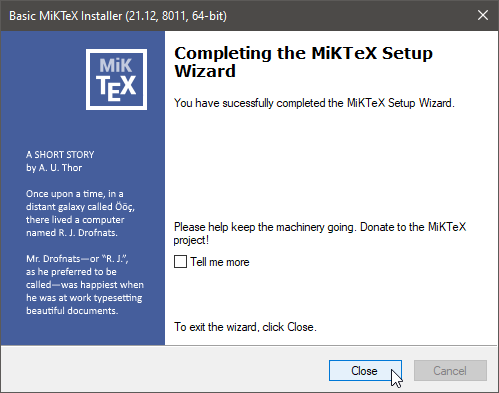 Basic MiKTeX Installer (21.12, 8011, 64-bit)
MiK
TEX
A SHORT STORY
by A. U. Thor
Once upon a time, in a
distant galaxy called Ööç,
there lived a computer
named R. J. Drofnats.
Mr. Drofnats—or “R. J.”,
as he preferred to be
called—was happiest when
he was at work typesetting
beautiful documents.
Completing the MiKTeX Setup
Wizard
You have sucessfully completed the MiKTeX Setup Wizard.
Please help keep the machinery going. Donate to the MiKTeX
project!
Tell me more
To exit the wizard, click Close.
Close
Cancel